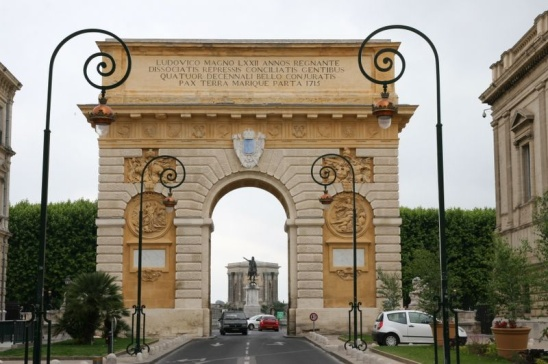 LUDOVICO MAGNO LXXII ANNOS REGNANTE
DISSOCIATIS REPRESSIS CONCILIATIS GENTIBUS
QUATUOR DECENNALI BELLO CONJURATIS
PAX TERRA MARIQUE PARTA 1715